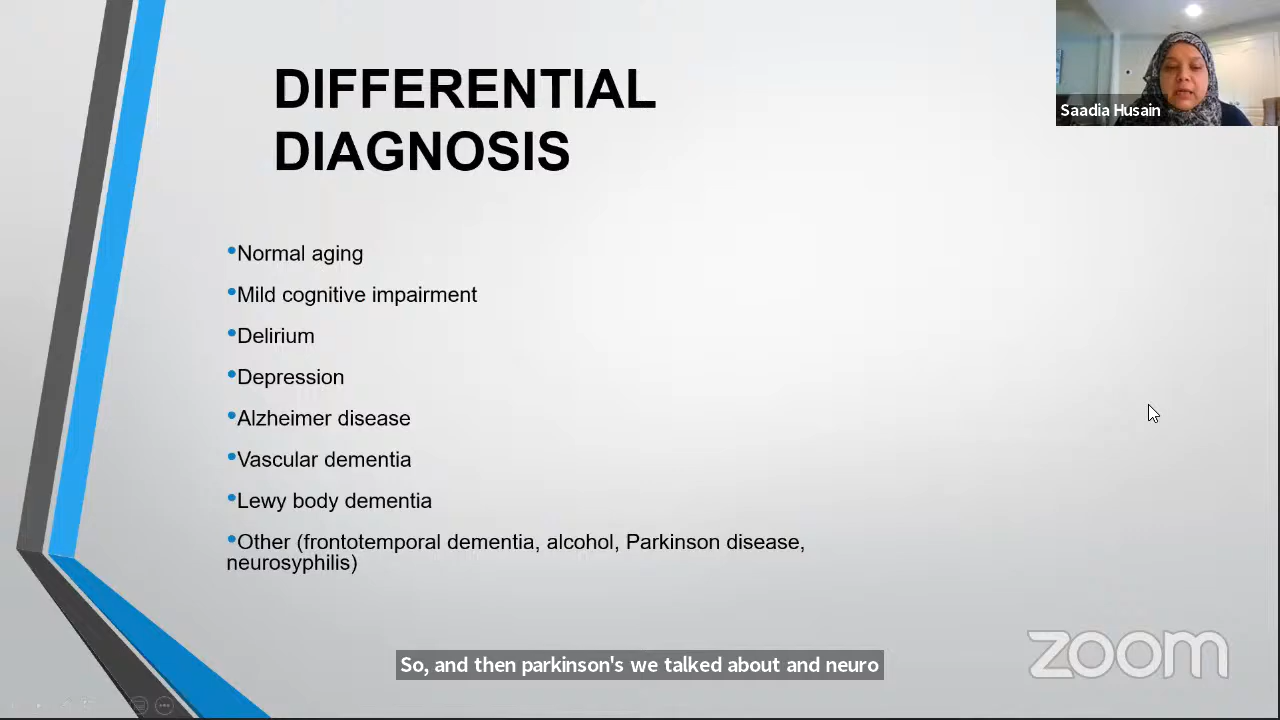 DIFFERENTIAL
DIAGNOSIS
Saadia Husain
•Normal aging
•Mild cognitive impairment
•Delirium
•Depression
•Alzheimer disease
•Vascular dementia
•Lewy body dementia
•Other (frontotemporal dementia, alcohol, Parkinson disease,
neurosyphilis)
So, and then parkinson's we talked about and neuro
zoom